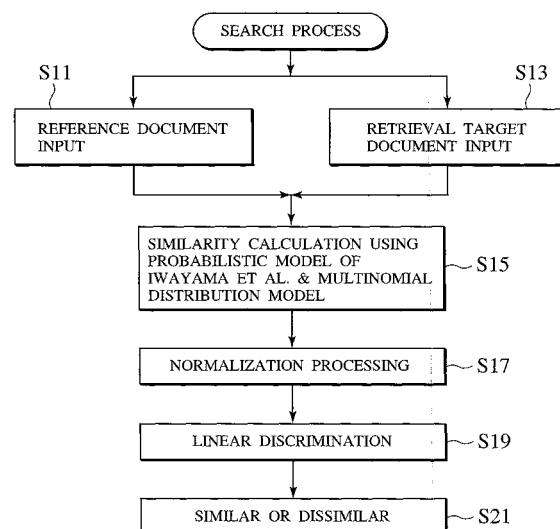 SEARCH PROCESS
S11
S13
REFERENCE DOCUMENT
INPUT
RETRIEVAL TARGET
DOCUMENT INPUT
SIMILARITY CALCULATION USING
PROBABILISTIC MODEL OF
IWAYAMA ET AL. & MULTINOMIAL
DISTRIBUTION MODEL
S15
NORMALIZATION PROCESSING
S17
LINEAR DISCRIMINATION
S19
SIMILAR OR DISSIMILAR
S21